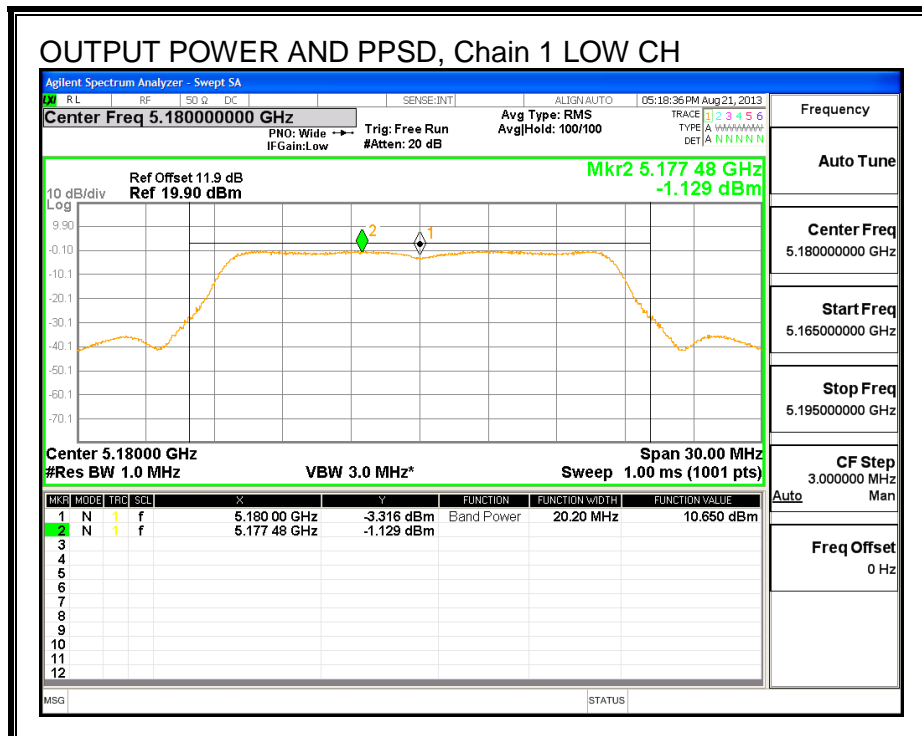 OUTPUT POWER AND PPSD, Chain 1 LOW CH
Agilent Spectrum Analyzer - Swept SA
LXI RL RF 50 Ω DC SENSE:INT ALIGN AUTO 05:18:36 PM Aug 21, 2013
Center Freq 5.180000000 GHz
PNO: Wide
IFGain:Low
Trig: Free Run
#Atten: 20 dB
Avg Type: RMS
Avg|Hold: 100/100
TRACE 1 2 3 4 5 6
TYPE A WWWWW
DET A N N N N N
Ref Offset 11.9 dB
10 dB/div Ref 19.90 dBm
Log
Mkr2 5.177 48 GHz
-1.129 dBm
9.90
-0.10
-10.1
-20.1
-30.1
-40.1
-50.1
-60.1
-70.1
2
1
Center 5.18000 GHz Span 30.00 MHz
#Res BW 1.0 MHz VBW 3.0 MHz* Sweep 1.00 ms (1001 pts)
MKR MODE TRC SCL X Y FUNCTION FUNCTION WIDTH FUNCTION VALUE
1 N 1 f 5.180 00 GHz -3.316 dBm Band Power 20.20 MHz 10.650 dBm
2 N 1 f 5.177 48 GHz -1.129 dBm
3
4
5
6
7
8
9
10
11
12
MSG STATUS
Frequency
Auto Tune
Center Freq
5.180000000 GHz
Start Freq
5.165000000 GHz
Stop Freq
5.195000000 GHz
CF Step
3.000000 MHz
Auto Man
Freq Offset
0 Hz